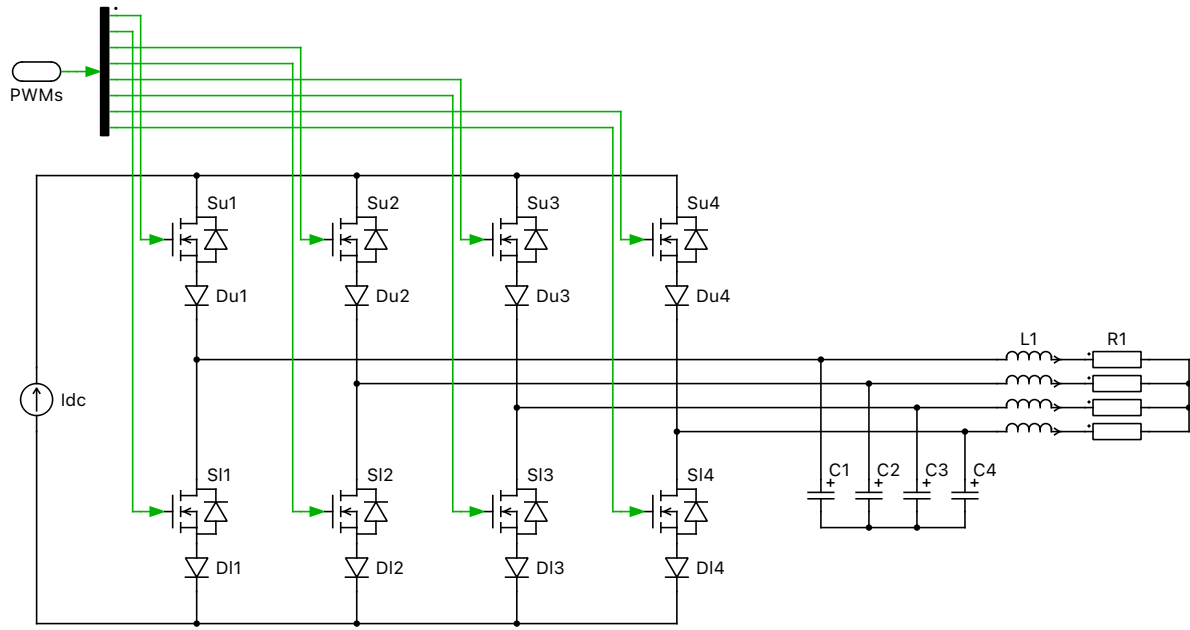 PWMs
Su1 Su2 Su3 Su4
Du1 Du2 Du3 Du4
L1 R1
Idc
Sl1 Sl2 Sl3 Sl4 C1 C2 C3 C4
+ + + +
Dl1 Dl2 Dl3 Dl4